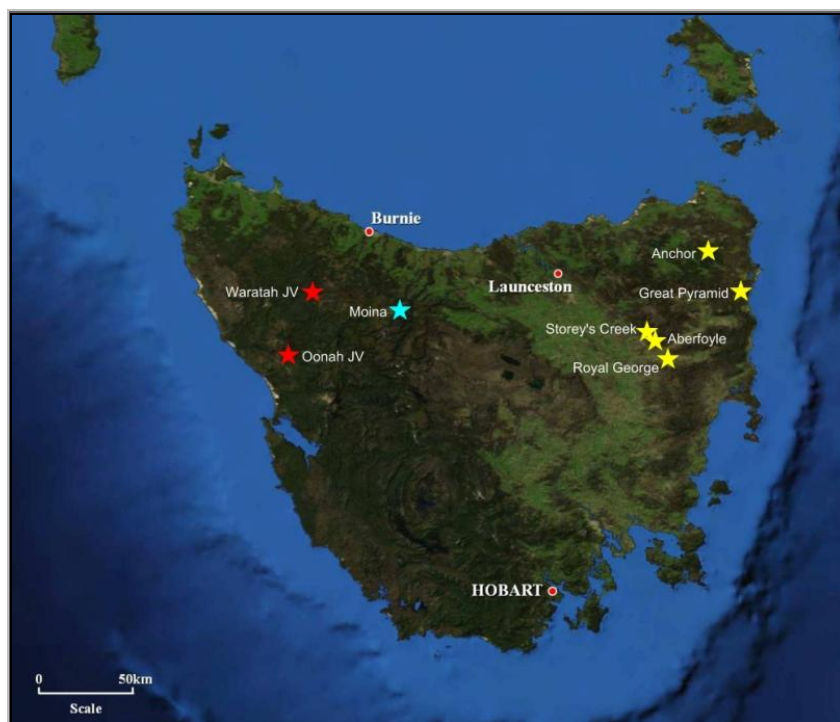 Burnie
Anchor
Launceston
Great Pyramid
Waratah JV
Moina
Storey's Creek
Aberfoyle
Oonah JV
Royal George
HOBART
0 50km
Scale